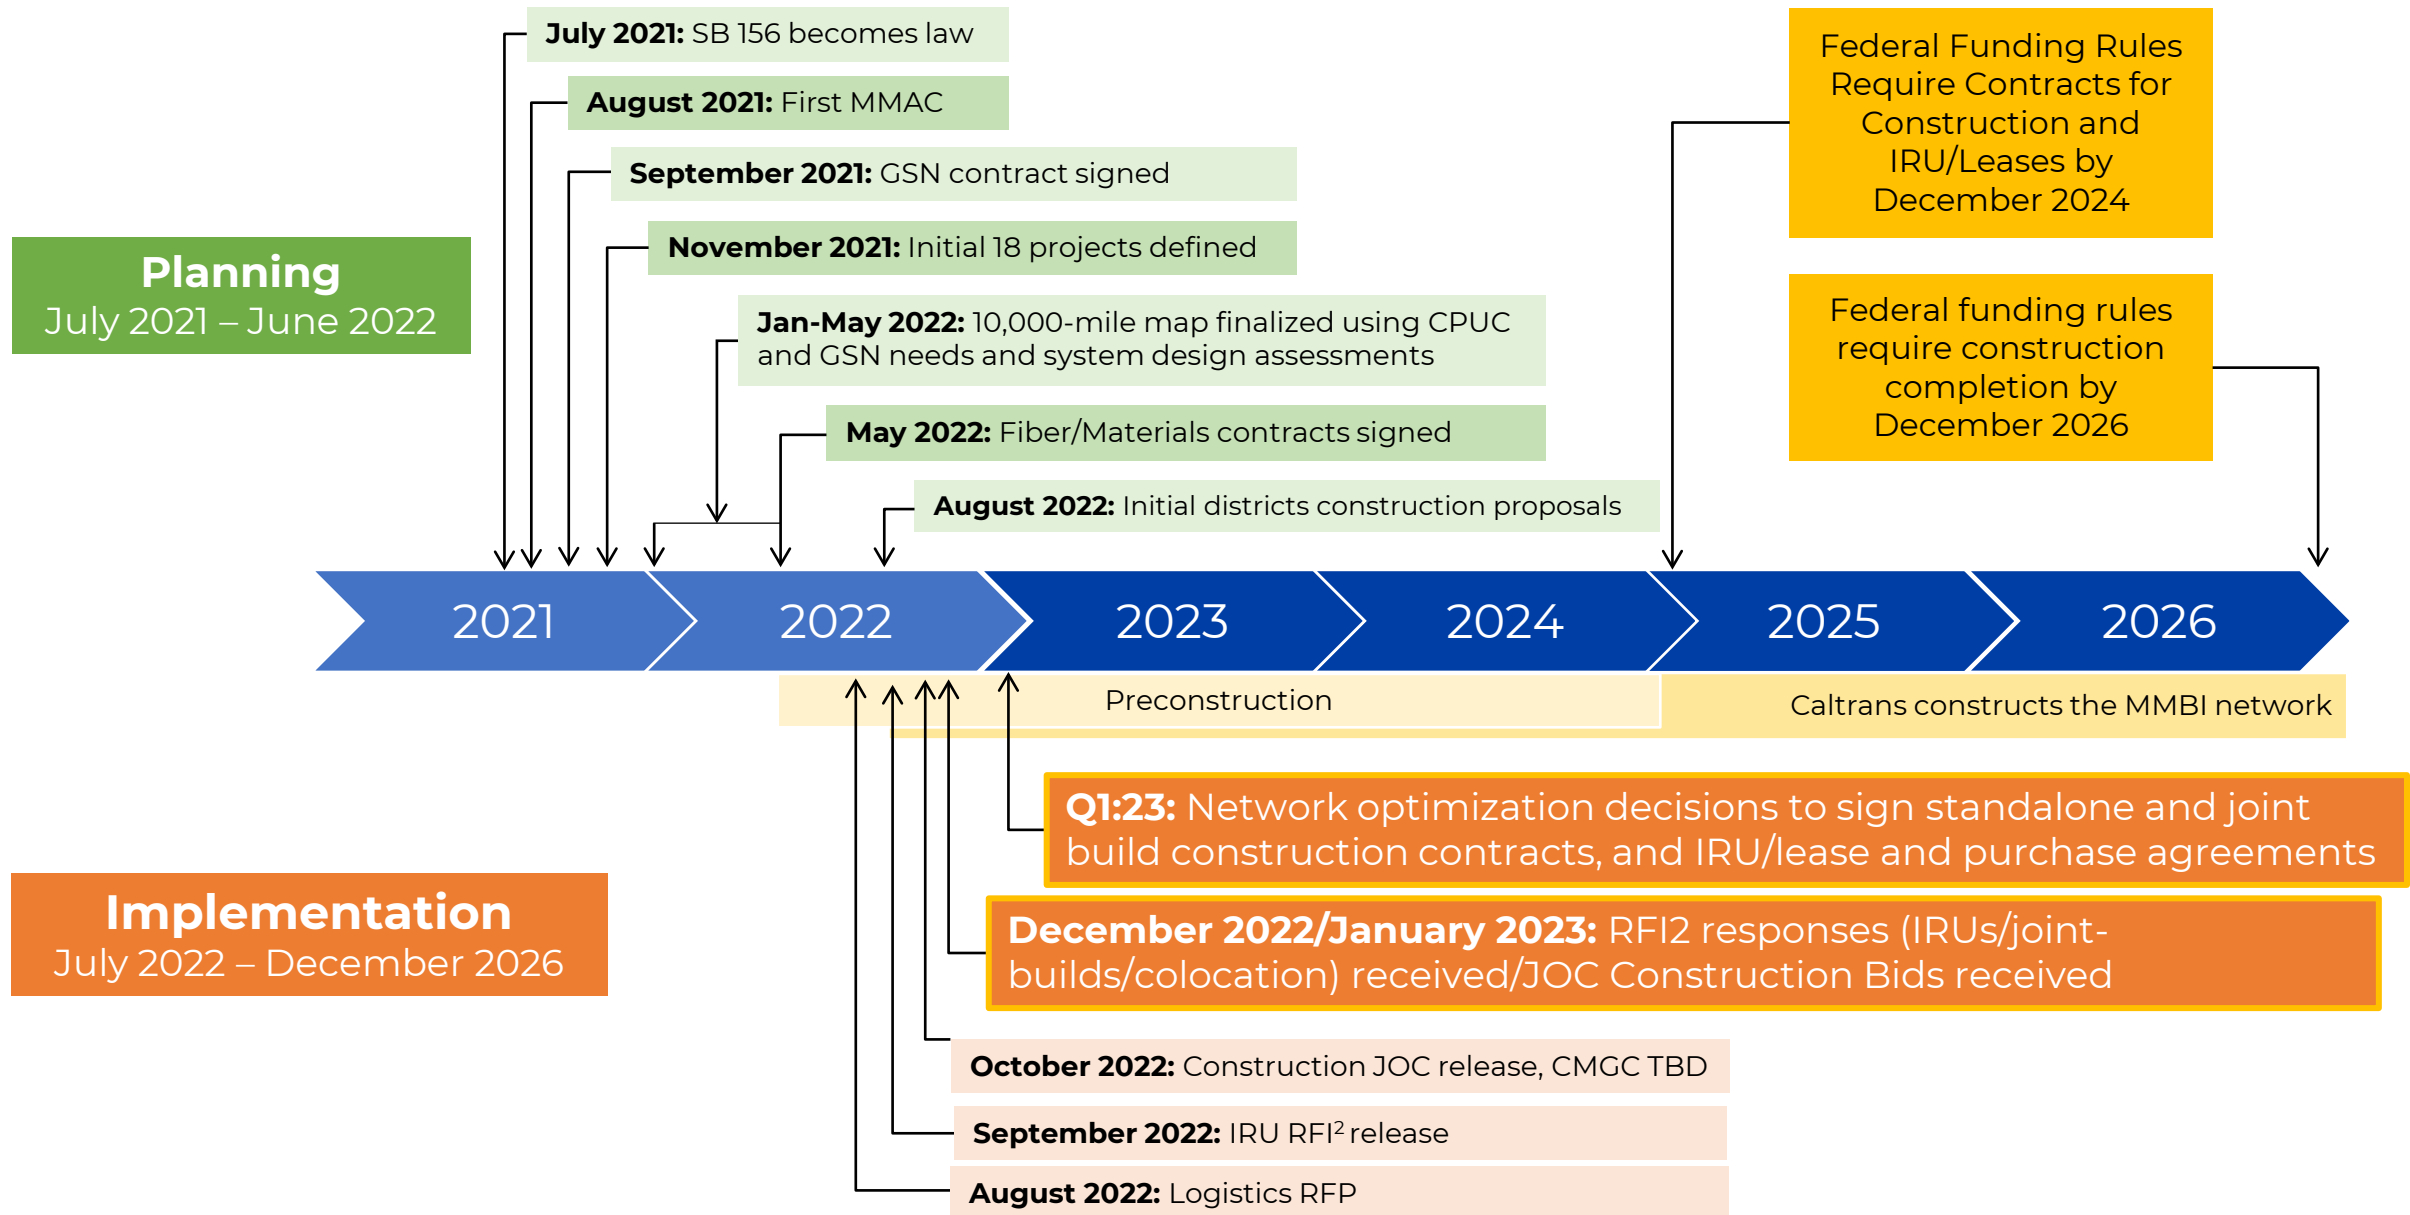 July 2021: SB 156 becomes law
August 2021: First MMAC
September 2021: GSN contract signed
November 2021: Initial 18 projects defined
Planning
July 2021 – June 2022
Jan-May 2022: 10,000-mile map finalized using CPUC
and GSN needs and system design assessments
May 2022: Fiber/Materials contracts signed
August 2022: Initial districts construction proposals
Federal Funding Rules
Require Contracts for
Construction and
IRU/Leases by
December 2024
Federal funding rules
require construction
completion by
December 2026
2021
2022
2023
2024
2025
2026
Preconstruction
Caltrans constructs the MMBI network
Q1:23: Network optimization decisions to sign standalone and joint
build construction contracts, and IRU/lease and purchase agreements
Implementation
July 2022 – December 2026
December 2022/January 2023: RFI2 responses (IRUs/joint-
builds/colocation) received/JOC Construction Bids received
October 2022: Construction JOC release, CMGC TBD
September 2022: IRU RFI² release
August 2022: Logistics RFP